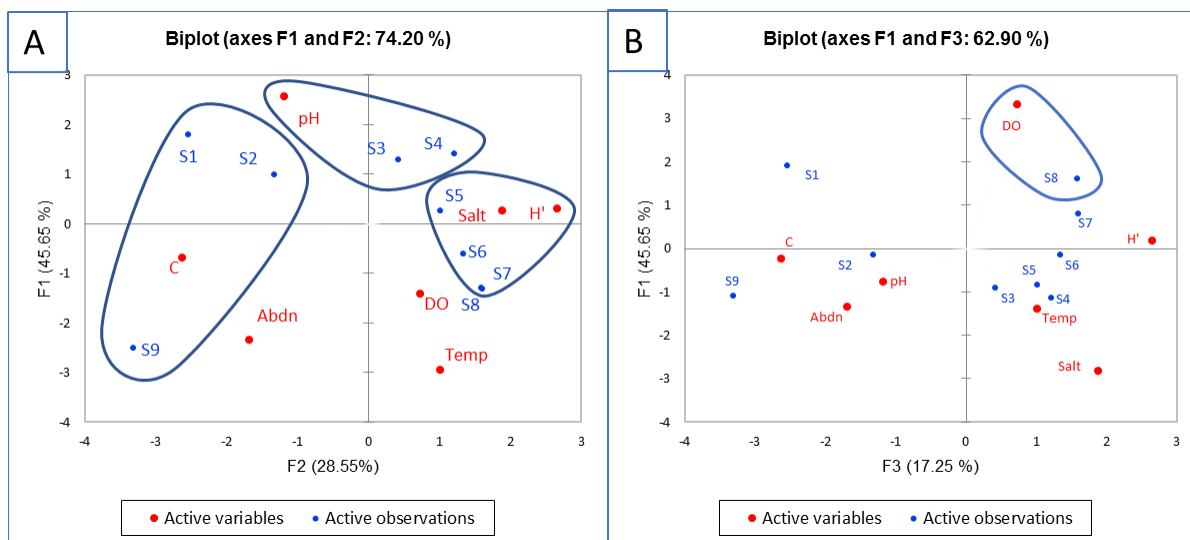 A
Biplot (axes F1 and F2: 74.20 %)
3
2
1
0
-1
-2
-3
-4
F1 (45.65 %)
pH
S1
S2
S3
S4
S5
Salt
H'
C
S6
S7
S8
DO
Abdn
Temp
S9
-4
-3
-2
-1
0
1
2
3
F2 (28.55%)
Active variables
Active observations
B
Biplot (axes F1 and F3: 62.90 %)
4
3
2
1
0
-1
-2
-3
-4
F1 (45.65 %)
DO
S1
S8
S7
H'
C
S2
S6
S9
pH
S5
S3
S4
Abdn
Temp
Salt
-4
-3
-2
-1
0
1
2
3
F3 (17.25 %)
Active variables
Active observations